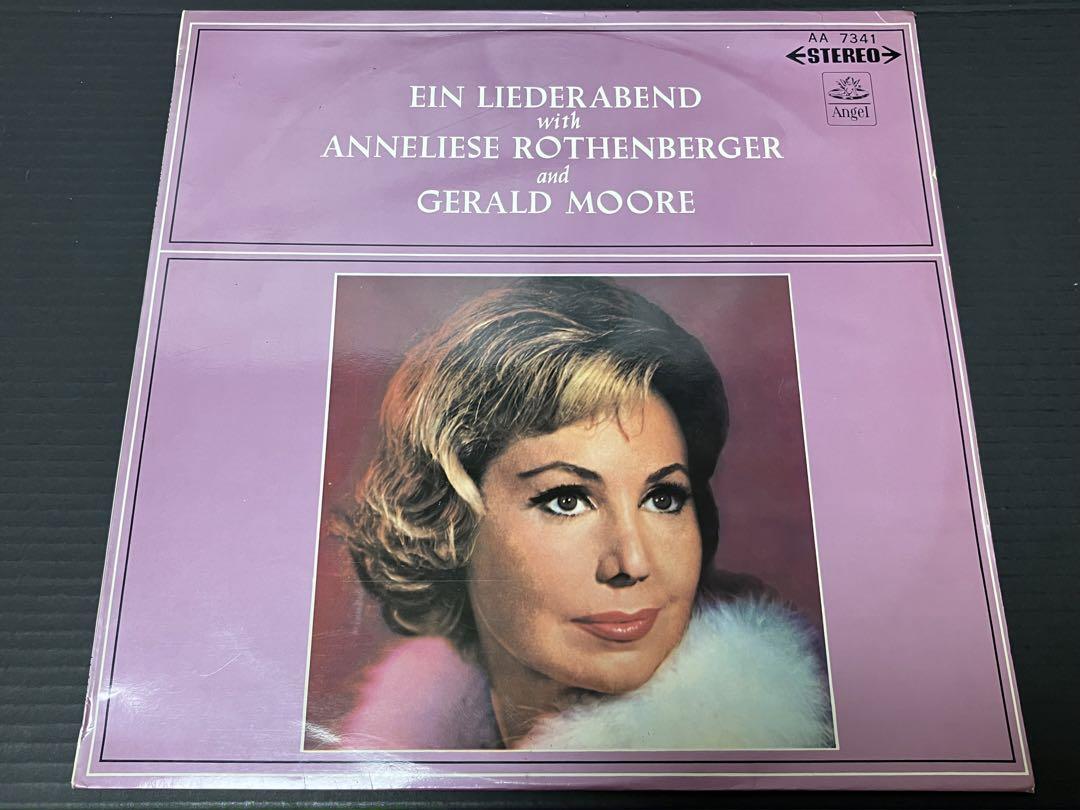 AA 7341
STEREO
Angel
EIN LIEDERABEND
with
ANNELIESE ROTHENBERGER
and
GERALD MOORE